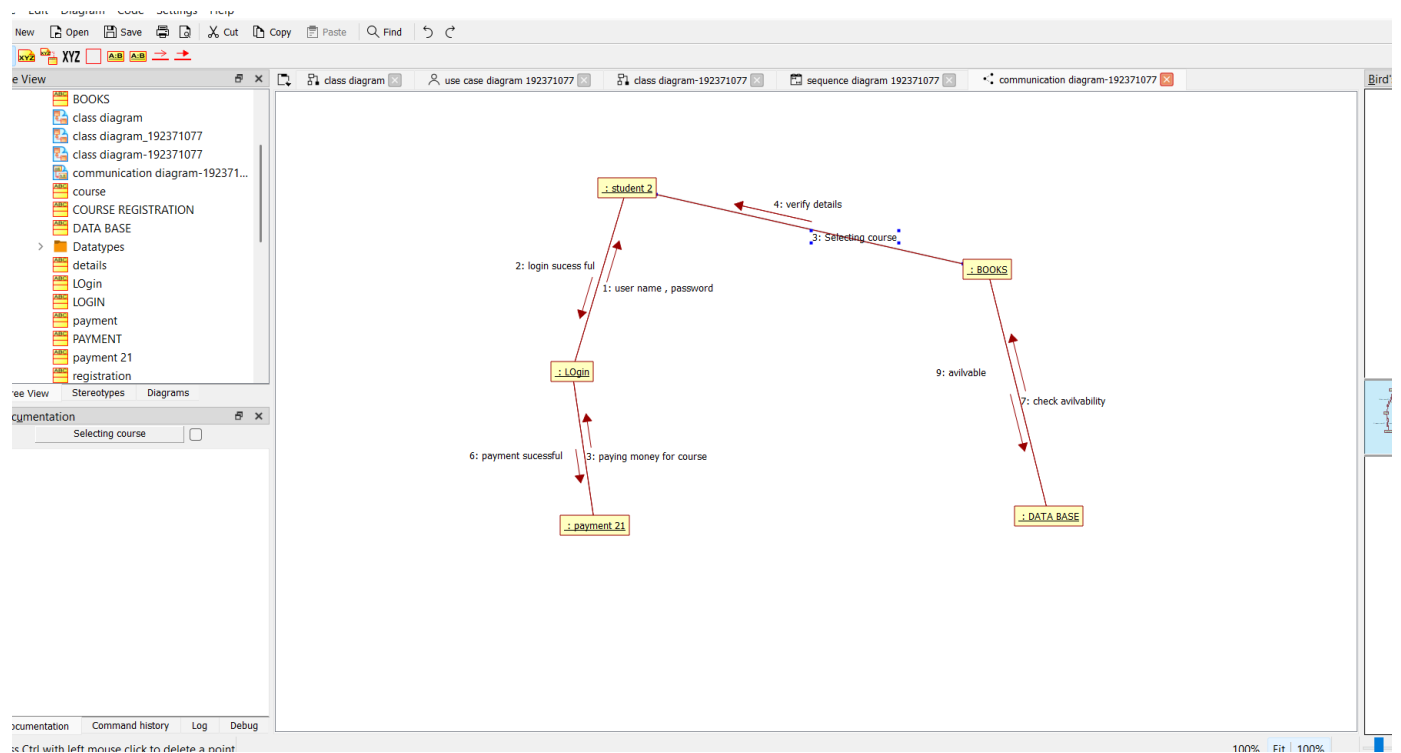 Edit Diagram Code Settings Help
New Open Save Cut Copy Paste Find
XYZ XYZ XYZ A:B A:B
e View
class diagram use case diagram 192371077 class diagram-192371077 sequence diagram 192371077 communication diagram-192371077
Bird'
BOOKS
class diagram
class diagram_192371077
class diagram-192371077
communication diagram-192371...
course
COURSE REGISTRATION
DATA BASE
Datatypes
details
LOgin
LOGIN
payment
PAYMENT
payment 21
registration
ree View Stereotypes Diagrams
cumentation
Selecting course
: student 2
4: verify details
3: Selecting course
2: login sucess ful
: BOOKS
1: user name , password
: LOgin
9: avilvable
7: check avilvability
6: payment sucessful
3: paying money for course
: payment 21
: DATA BASE
ocumentation Command history Log Debug
ss Ctrl with left mouse click to delete a point
100% Fit 100%